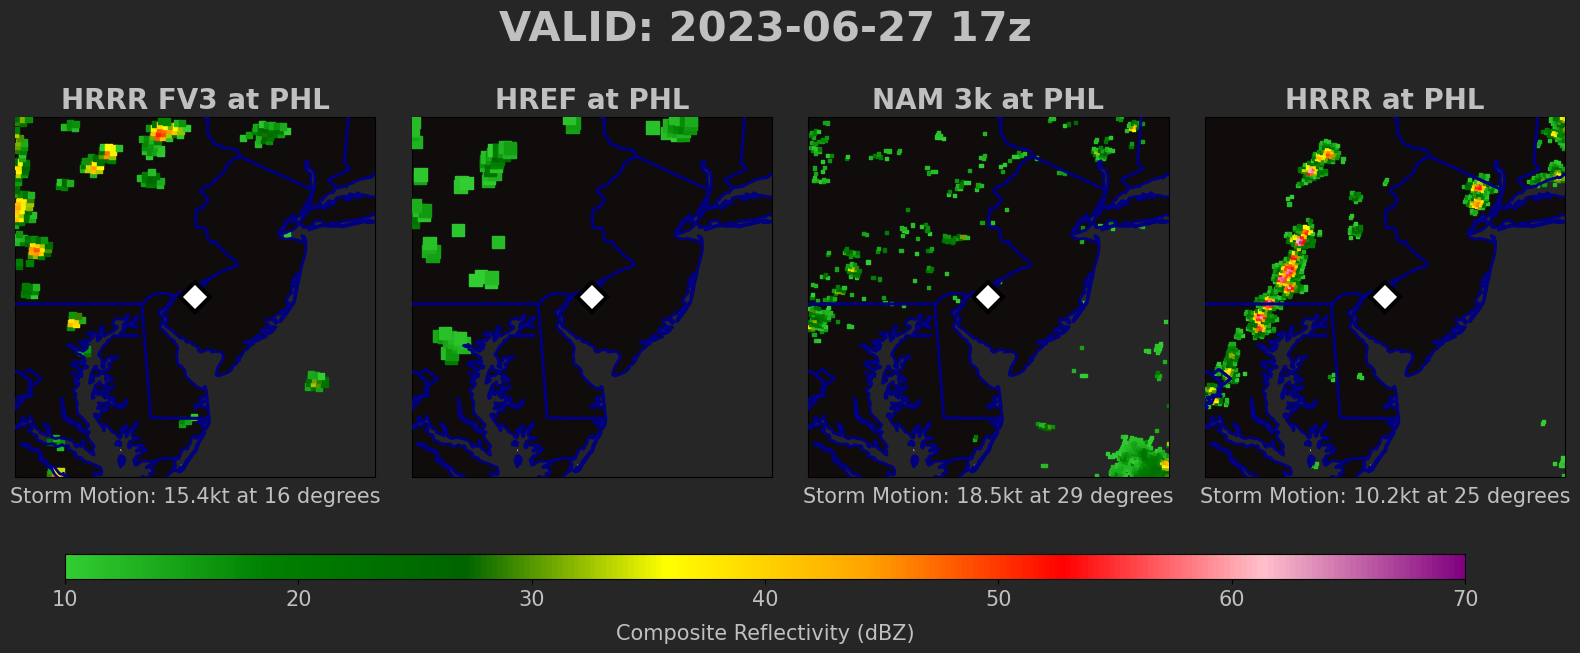 VALID: 2023-06-27 17z
HRRR FV3 at PHL
HREF at PHL
NAM 3k at PHL
HRRR at PHL
Storm Motion: 15.4kt at 16 degrees
Storm Motion: 18.5kt at 29 degrees
Storm Motion: 10.2kt at 25 degrees
10 20 30 40 50 60 70
Composite Reflectivity (dBZ)